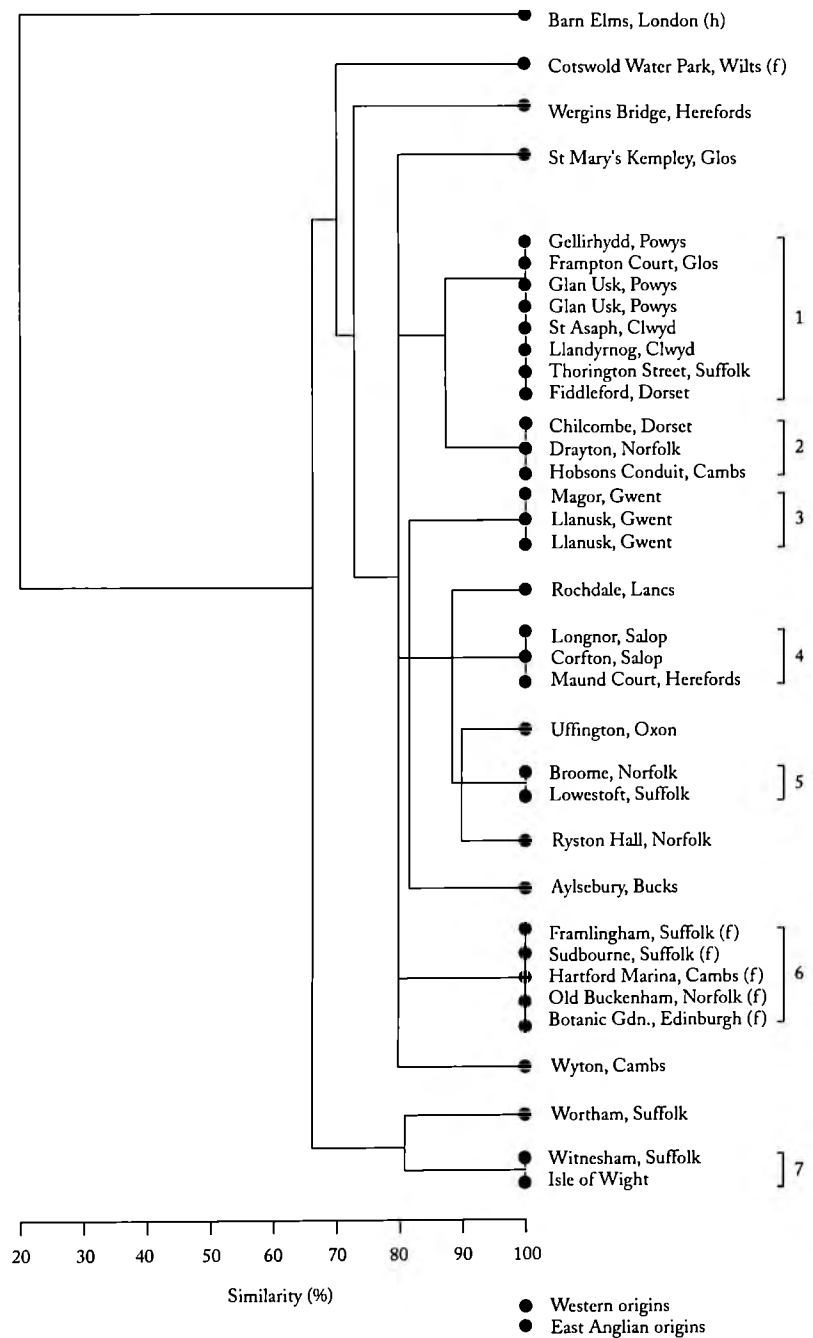 Barn Elms, London (h)
Cotswold Water Park, Wilts (f)
Wergins Bridge, Herefords
St Mary's Kempley, Glos
Gellirhydd, Powys
Frampton Court, Glos
Glan Usk, Powys
Glan Usk, Powys
1
St Asaph, Clwyd
Llandyrnog, Clwyd
Thorington Street, Suffolk
Fiddleford, Dorset
Chilcombe, Dorset
Drayton, Norfolk 2
Hobsons Conduit, Cambs
Magor, Gwent
Llanusk, Gwent 3
Llanusk, Gwent
Rochdale, Lancs
Longnor, Salop
Corfton, Salop 4
Maund Court, Herefords
Uffington, Oxon
Broome, Norfolk
5
Lowestoft, Suffolk
Ryston Hall, Norfolk
Aylsebury, Bucks
Framlingham, Suffolk (f)
Sudbourne, Suffolk (f)
Hartford Marina, Cambs (f) 6
Old Buckenham, Norfolk (f)
Botanic Gdn., Edinburgh (f)
Wyton, Cambs
Wortham, Suffolk
Witnesham, Suffolk
7
Isle of Wight
20 30 40 50 60 70 80 90 100
Similarity (%)
Western origins
East Anglian origins